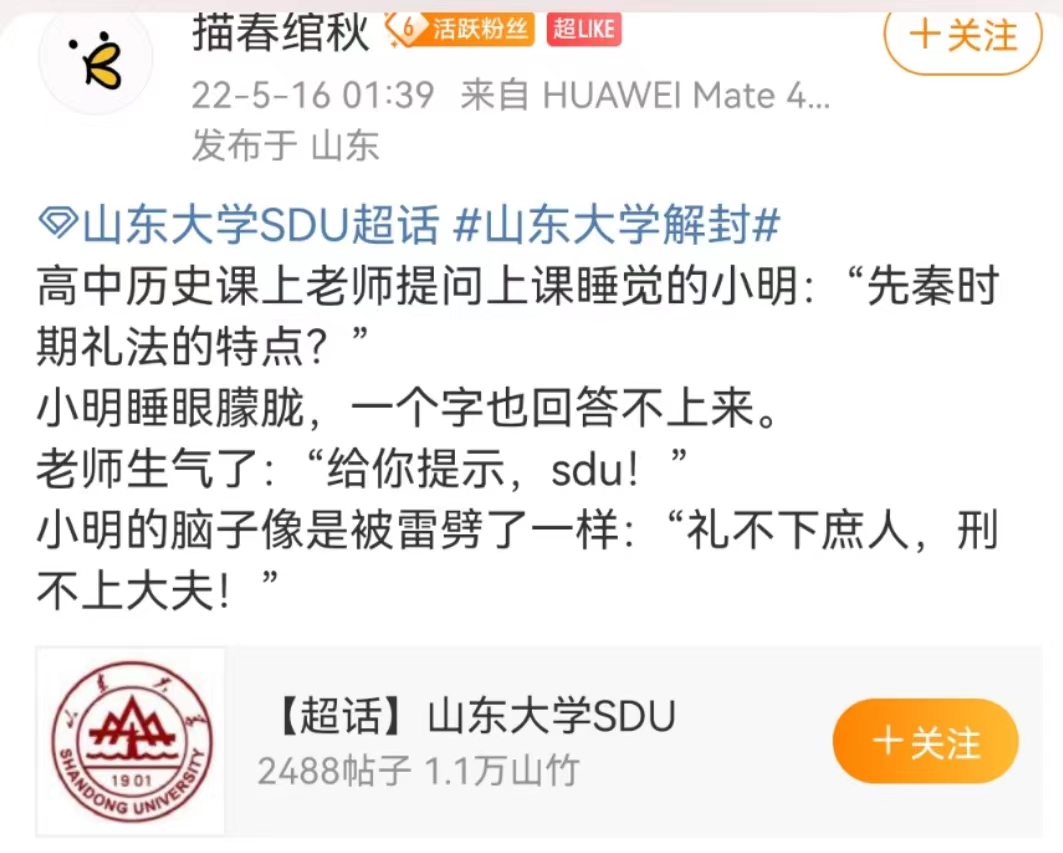 描春绾秋 6 活跃粉丝 超LIKE
+关注
22-5-16 01:39 来自 HUAWEI Mate 4...
发布于 山东
山东大学SDU超话 #山东大学解封#
高中历史课上老师提问上课睡觉的小明：“先秦时
期礼法的特点？”
小明睡眼朦胧，一个字也回答不上来。
老师生气了：“给你提示，sdu！”
小明的脑子像是被雷劈了一样：“礼不下庶人，刑
不上大夫！”
山东大学
1901
SHANDONG UNIVERSITY
【超话】山东大学SDU
2488帖子 1.1万山竹
+关注